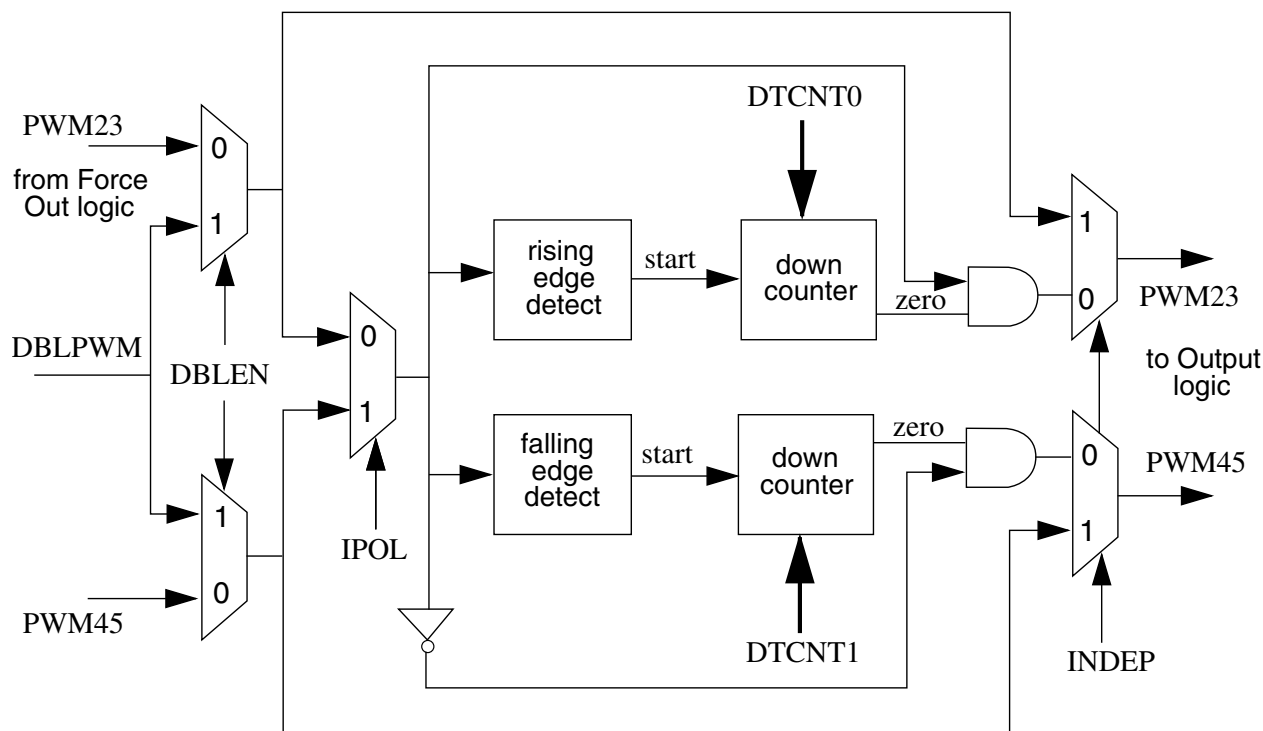 DTCNT0
PWM23
0
from Force
Out logic
1
DBLPWM
DBLEN
1
0
PWM45
0
1
IPOL
rising
edge
detect
start
down
counter
zero
falling
edge
detect
start
down
counter
zero
DTCNT1
1
0
PWM23
to Output
logic
0
1
PWM45
INDEP